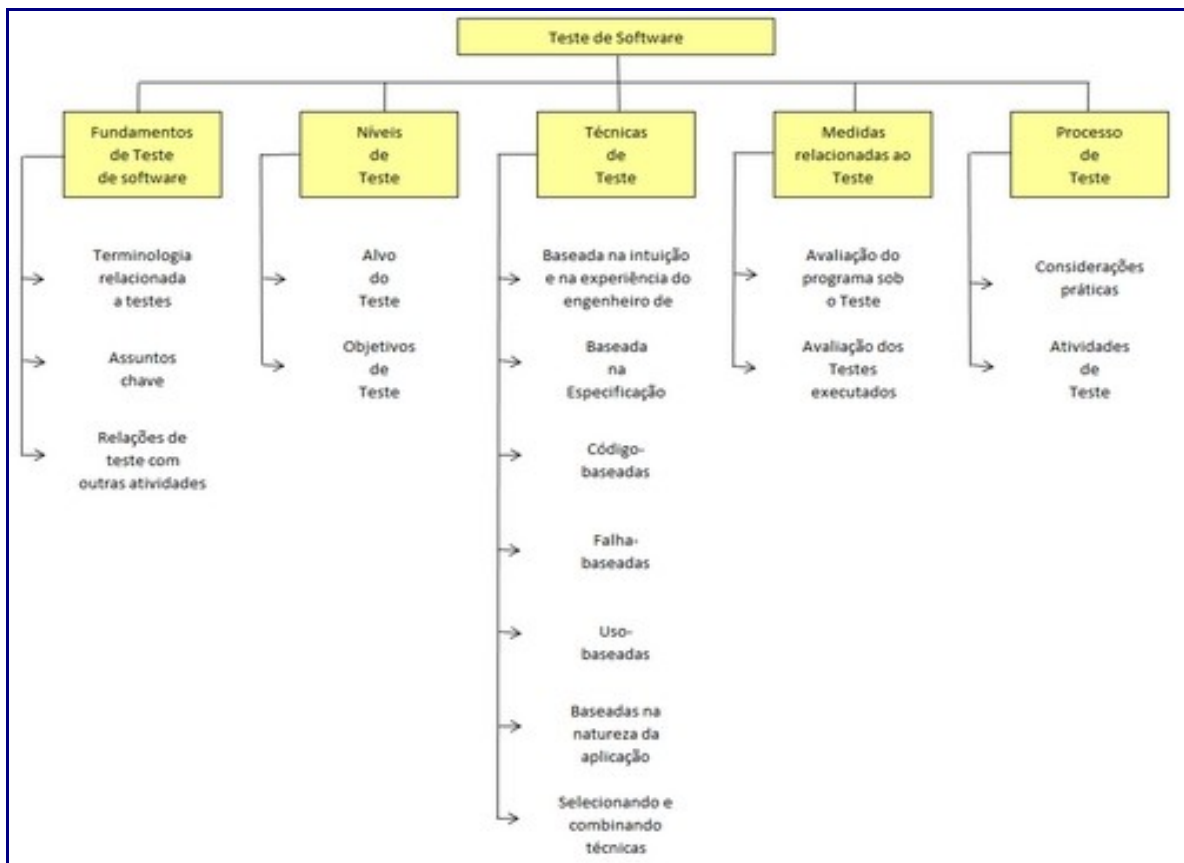 Teste de Software
Fundamentos
de Teste
de software
Terminologia
relacionada
a testes
Assuntos
chave
Relações de
teste com
outras atividades
Níveis
de
Teste
Alvo
do
Teste
Objetivos
de
Teste
Técnicas
de
Teste
Baseada na intuição
e na experiência do
engenheiro de
Baseada
na
Especificação
Código-
baseadas
Falha-
baseadas
Uso-
baseadas
Baseadas na
natureza da
aplicação
Selecionando e
combinando
técnicas
Medidas
relacionadas ao
Teste
Avaliação do
programa sob
o Teste
Avaliação dos
Testes
executados
Processo
de
Teste
Considerações
práticas
Atividades
de
Teste